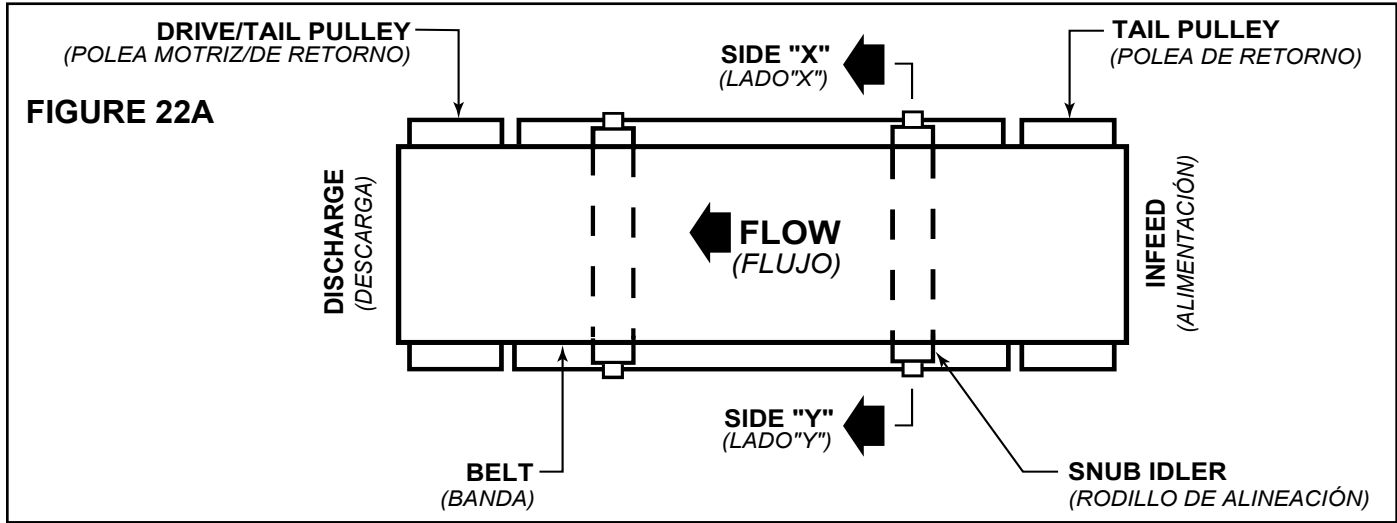 DRIVE/TAIL PULLEY
(POLEA MOTRIZ/DE RETORNO)
SIDE "X"
(LADO"X")
TAIL PULLEY
(POLEA DE RETORNO)
FIGURE 22A
DISCHARGE
(DESCARGA)
FLOW
(FLUJO)
INFEED
(ALIMENTACIÓN)
SIDE "Y"
(LADO"Y")
BELT
(BANDA)
SNUB IDLER
(RODILLO DE ALINEACIÓN)